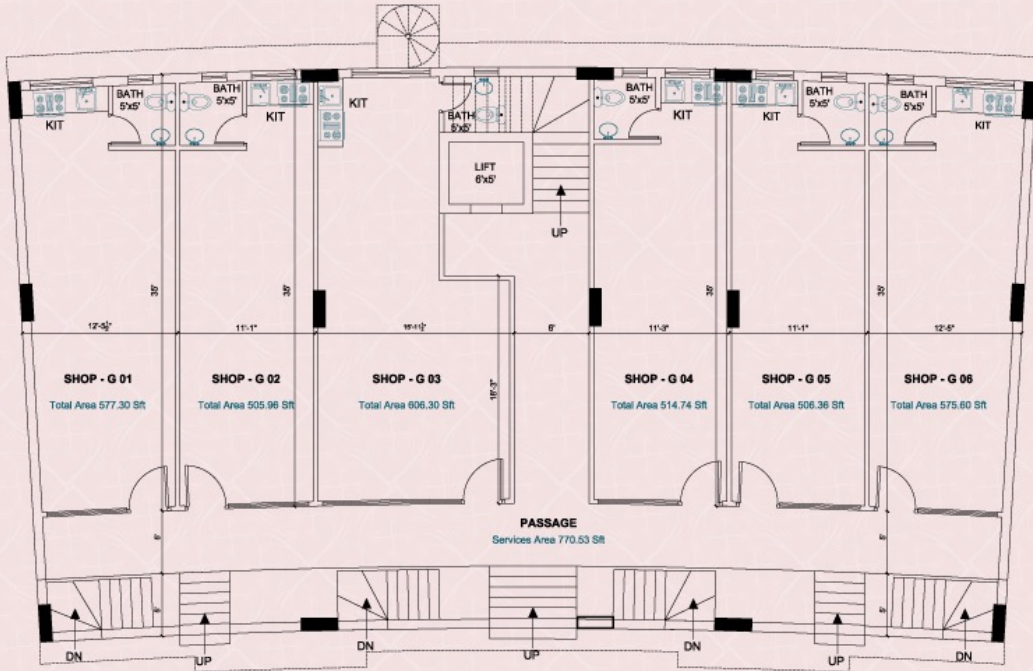 BATH
5'x5'
BATH
5'x5'
KIT
KIT
KIT
BATH
5'x5'
LIFT
6'x5'
UP
BATH
5'x5'
KIT
KIT
BATH
5'x5'
BATH
5'x5'
KIT
35'
35'
35'
35'
12'-5½"
11'-1"
6'
11'-3"
11'-1"
12'-5"
SHOP - G 01
Total Area 577.30 Sft
SHOP - G 02
Total Area 505.96 Sft
SHOP - G 03
Total Area 606.30 Sft
SHOP - G 04
Total Area 514.74 Sft
SHOP - G 05
Total Area 506.36 Sft
SHOP - G 06
Total Area 575.60 Sft
PASSAGE
Services Area 770.53 Sft
DN
UP
DN
UP
DN
UP
DN